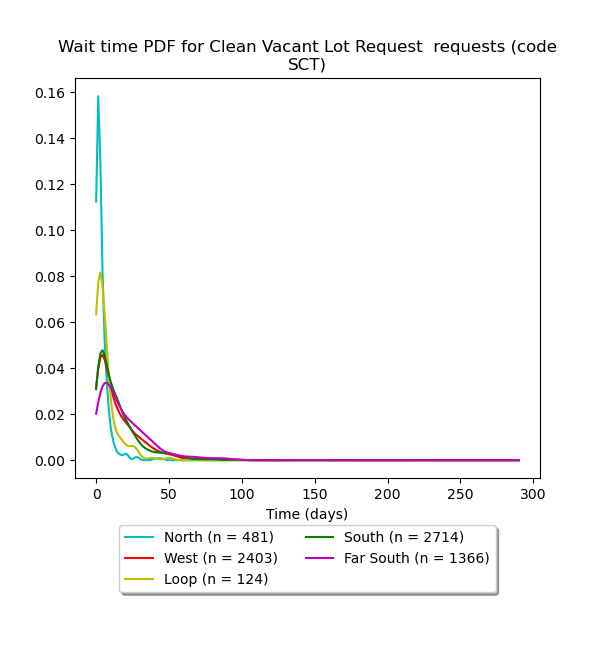 Wait time PDF for Clean Vacant Lot Request  requests (code
SCT)
0.16
0.14
0.12
0.10
0.08
0.06
0.04
0.02
0.00
0 50 100 150 200 250 300
Time (days)
North (n = 481) South (n = 2714)
West (n = 2403) Far South (n = 1366)
Loop (n = 124)